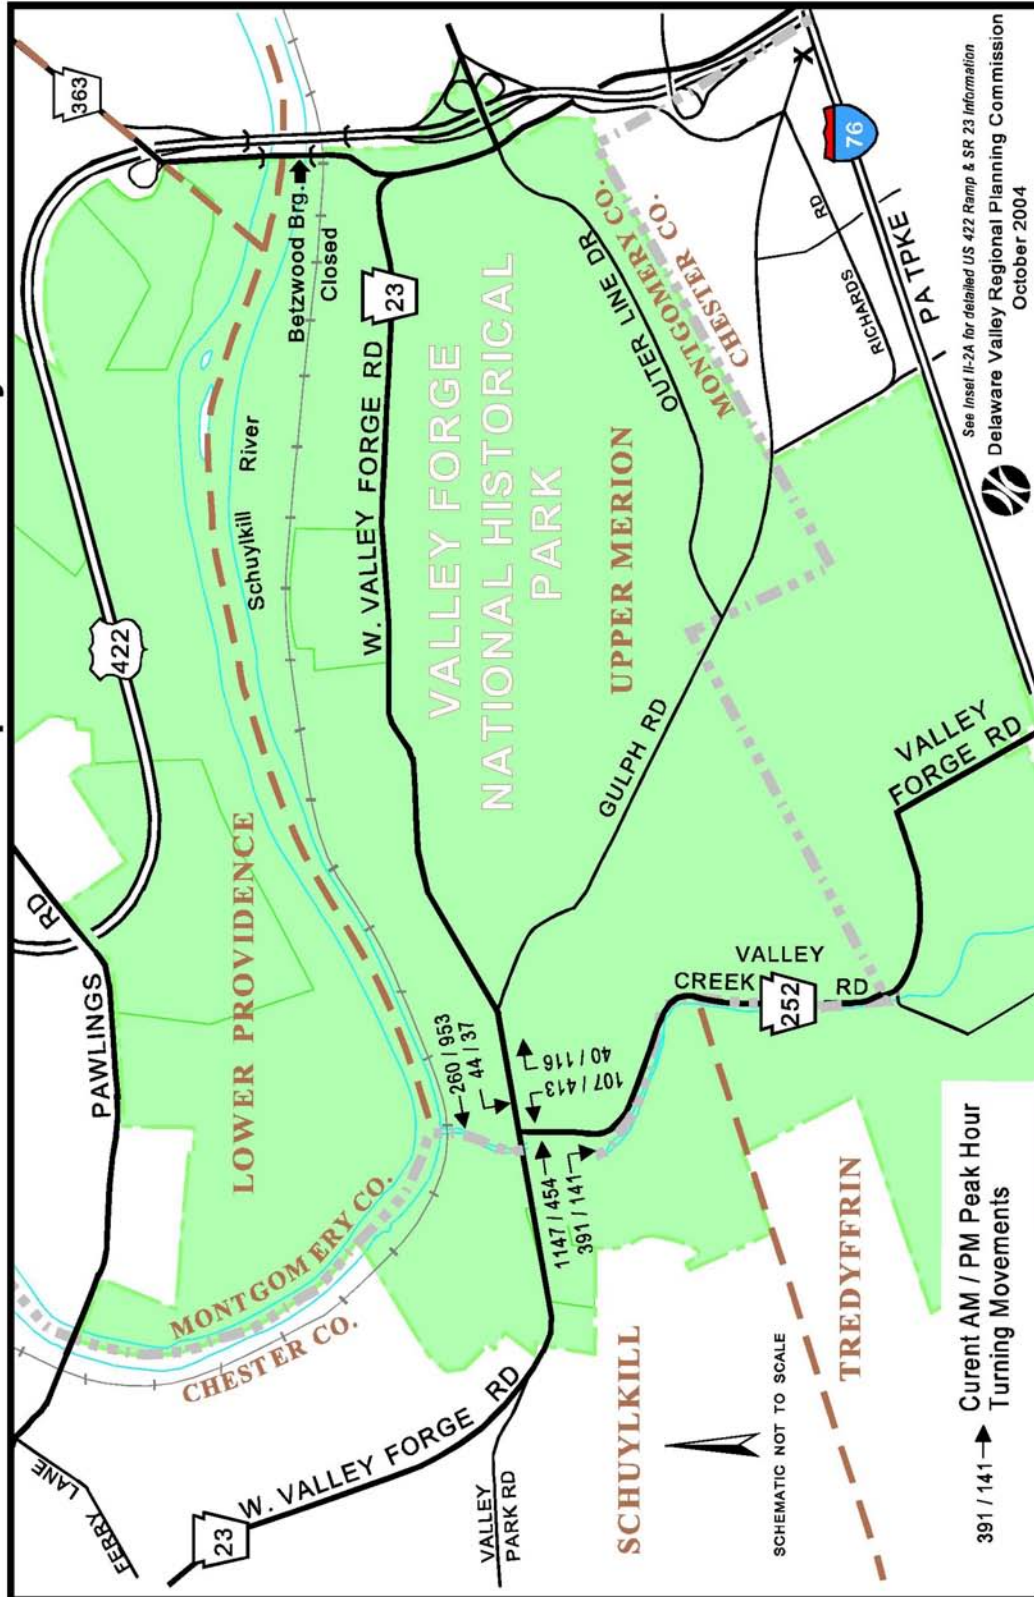 363
422
PAWLINGS
RD
LOWER PROVIDENCE
MONTGOMERY CO.
CHESTER CO.
FERRY
LANE
23
W. VALLEY FORGE
RD
VALLEY
PARK RD
Schuylkill River
Betzwood Brg.
Closed
W. VALLEY FORGE RD
23
VALLEY FORGE
NATIONAL HISTORICAL
PARK
UPPER MERION
OUTER LINE DR
MONTGOMERY CO.
CHESTER CO.
GULPH RD
260 / 953
44 / 37
40 / 116
107 / 413
1147 / 454
391 / 141
VALLEY
CREEK
RD
252
VALLEY
FORGE RD
RICHARDS
RD
X
76
PA TPKE
SCHUYLKILL
TREDYFFRIN
SCHEMATIC NOT TO SCALE
391 / 141
Curent AM / PM Peak Hour
Turning Movements
See Inset II-2A for detailed US 422 Ramp & SR 23 Information
Delaware Valley Regional Planning Commission
October 2004